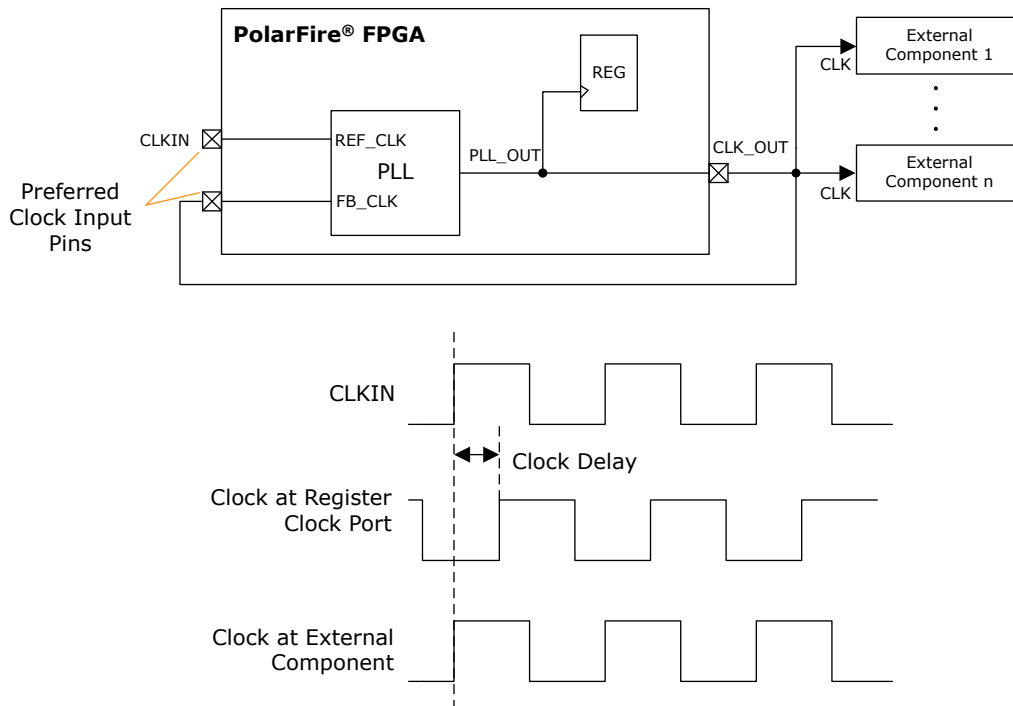 PolarFire® FPGA
External
Component 1
CLK
REG
CLKIN
REF_CLK
PLL_OUT
CLK_OUT
PLL
External
Component n
CLK
FB_CLK
Preferred
Clock Input
Pins
CLKIN
Clock Delay
Clock at Register
Clock Port
Clock at External
Component